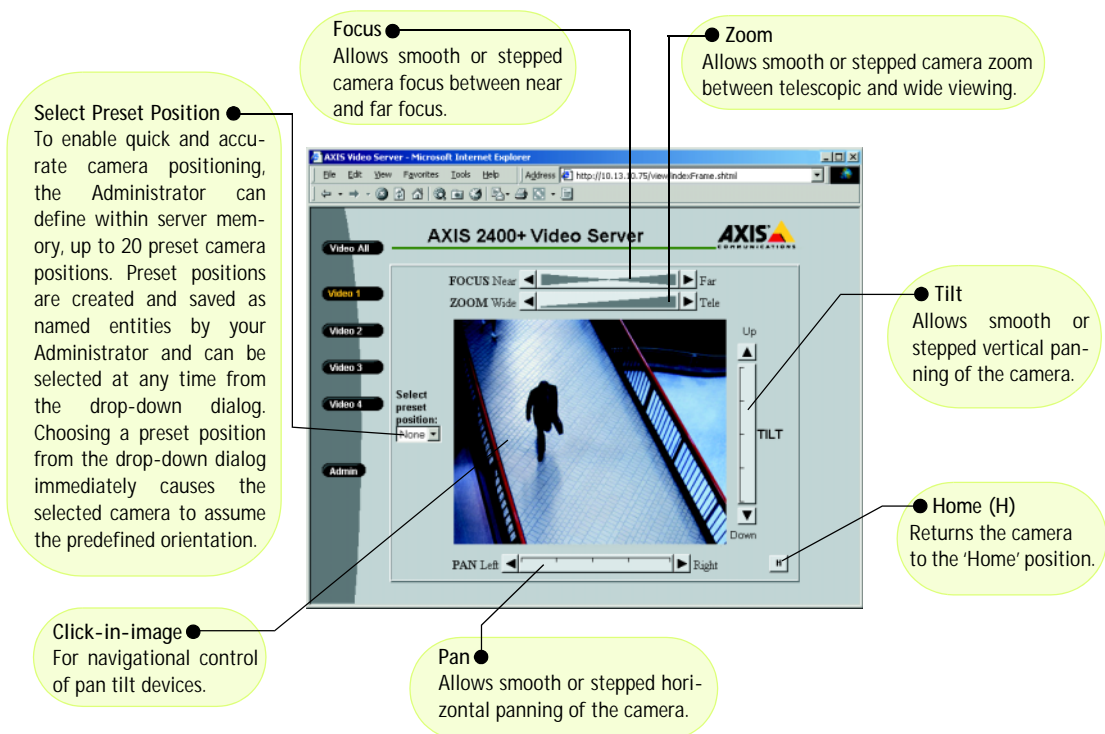 Focus
Allows smooth or stepped
camera focus between near
and far focus.
Zoom
Allows smooth or stepped camera zoom
between telescopic and wide viewing.
Select Preset Position
To enable quick and accu-
rate camera positioning,
the Administrator can
define within server mem-
ory, up to 20 preset camera
positions. Preset positions
are created and saved as
named entities by your
Administrator and can be
selected at any time from
the drop-down dialog.
Choosing a preset position
from the drop-down dialog
immediately causes the
selected camera to assume
the predefined orientation.
AXIS Video Server - Microsoft Internet Explorer
File Edit View Favorites Tools Help Address http://10.13.10.75/view/indexFrame.shtml
AXIS 2400+ Video Server
AXIS
COMMUNICATIONS
Video All
Video 1
Video 2
Video 3
Video 4
Admin
FOCUS Near Far
ZOOM Wide Tele
Select
preset
position:
None
Up
TILT
Down
PAN Left Right
H
Tilt
Allows smooth or
stepped vertical pan-
ning of the camera.
Home (H)
Returns the camera
to the ‘Home’ position.
Click-in-image
For navigational control
of pan tilt devices.
Pan
Allows smooth or stepped hori-
zontal panning of the camera.